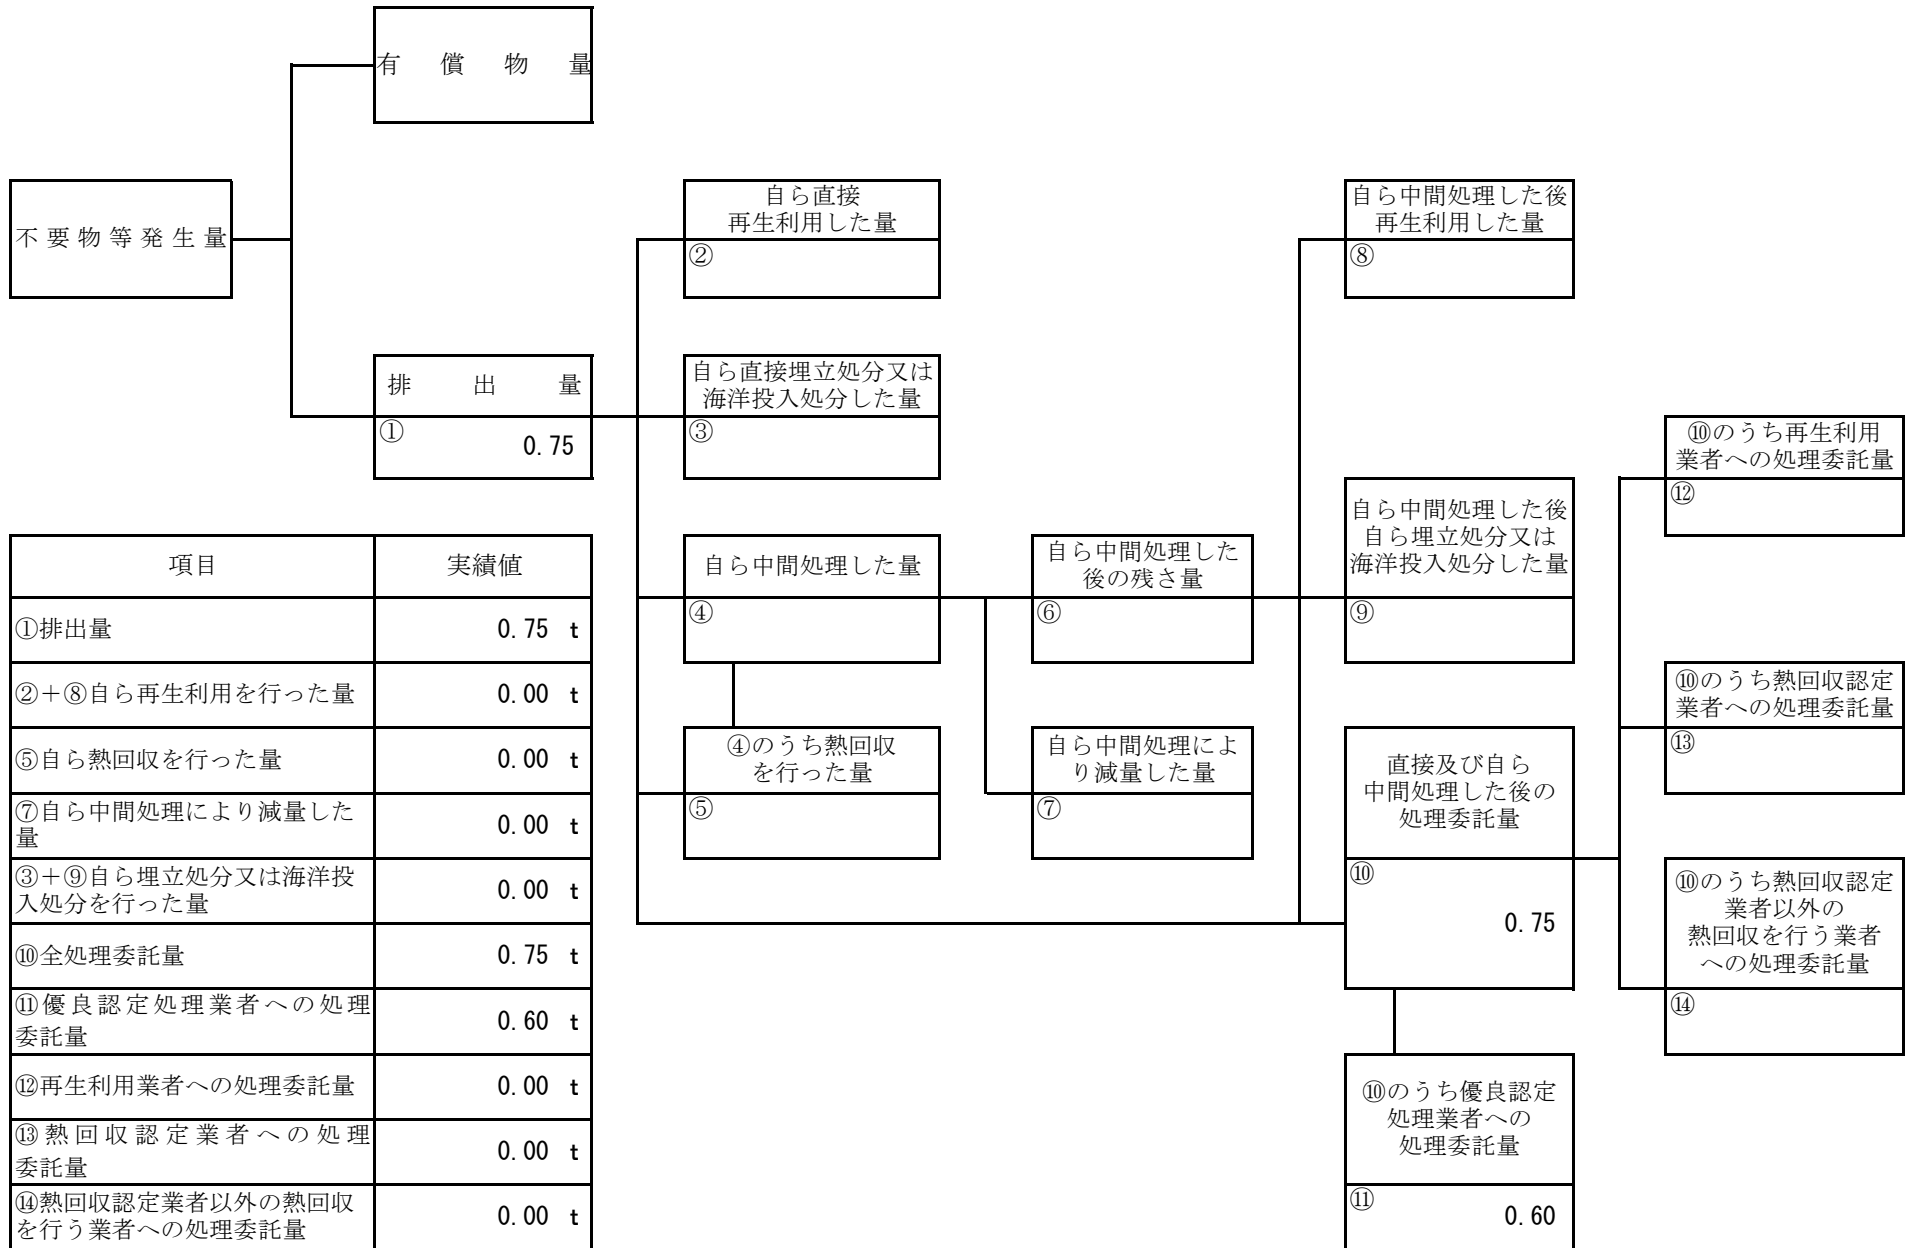 有償物量
不要物等発生量
自ら直接
再生利用した量
②
自ら中間処理した後
再生利用した量
⑧
排出量
①
0.75
自ら直接埋立処分又は
海洋投入処分した量
③
⑩のうち再生利用
業者への処理委託量
⑫
自ら中間処理した量
④
自ら中間処理した
後の残さ量
⑥
自ら中間処理した後
自ら埋立処分又は
海洋投入処分した量
⑨
⑩のうち熱回収認定
業者への処理委託量
⑬
④のうち熱回収
を行った量
⑤
自ら中間処理によ
り減量した量
⑦
直接及び自ら
中間処理した後の
処理委託量
⑩
0.75
⑩のうち熱回収認定
業者以外の
熱回収を行う業者
への処理委託量
⑭
⑩のうち優良認定
処理業者への
処理委託量
⑪
0.60
項目 実績値
①排出量 0.75 t
②＋⑧自ら再生利用を行った量 0.00 t
⑤自ら熱回収を行った量 0.00 t
⑦自ら中間処理により減量した
量 0.00 t
③＋⑨自ら埋立処分又は海洋投
入処分を行った量 0.00 t
⑩全処理委託量 0.75 t
⑪優良認定処理業者への処理
委託量 0.60 t
⑫再生利用業者への処理委託量 0.00 t
⑬熱回収認定業者への処理
委託量 0.00 t
⑭熱回収認定業者以外の熱回収
を行う業者への処理委託量 0.00 t